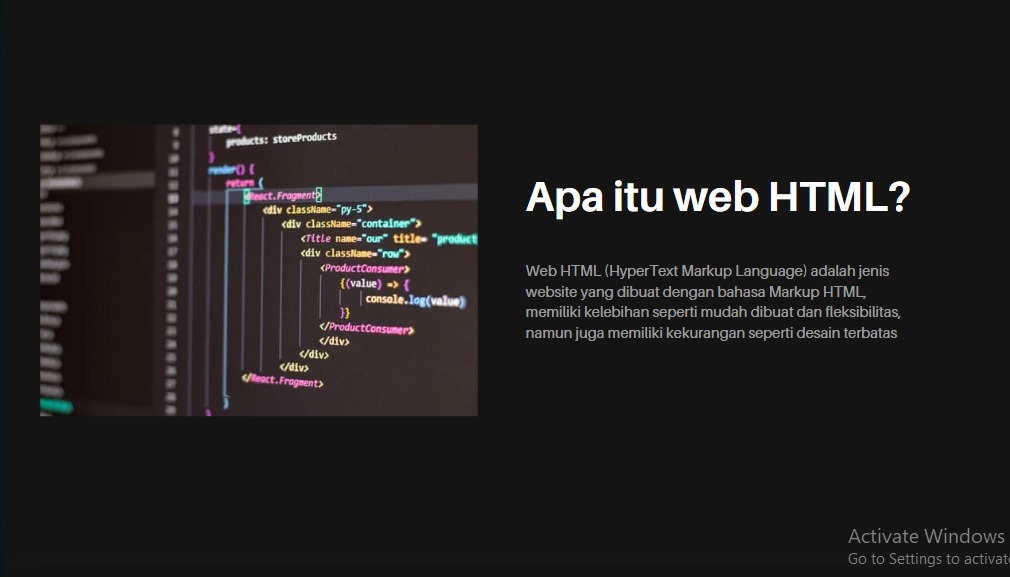 state={
products: storeProducts
}
render() {
return (
<React.Fragment>
<div className="py-5">
<div className="container">
<Title name="our" title= "product
<div className="row">
<ProductConsumer>
{(value) => {
console.log(value)
}}
</ProductConsumer>
</div>
</div>
</div>
</React.Fragment>
)
}
Apa itu web HTML?
Web HTML (HyperText Markup Language) adalah jenis
website yang dibuat dengan bahasa Markup HTML,
memiliki kelebihan seperti mudah dibuat dan fleksibilitas,
namun juga memiliki kekurangan seperti desain terbatas
Activate Windows
Go to Settings to activat